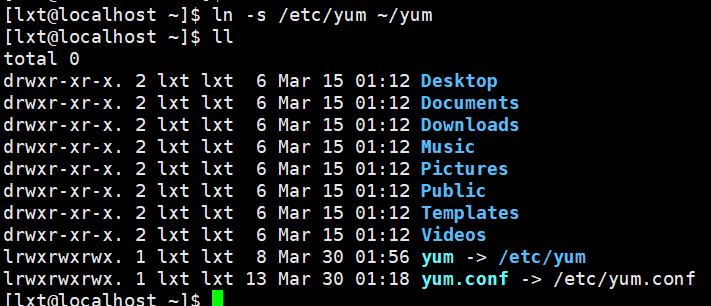 [lxt@localhost ~]$ ln -s /etc/yum ~/yum
[lxt@localhost ~]$ ll
total 0
drwxr-xr-x. 2 lxt lxt  6 Mar 15 01:12 Desktop
drwxr-xr-x. 2 lxt lxt  6 Mar 15 01:12 Documents
drwxr-xr-x. 2 lxt lxt  6 Mar 15 01:12 Downloads
drwxr-xr-x. 2 lxt lxt  6 Mar 15 01:12 Music
drwxr-xr-x. 2 lxt lxt  6 Mar 15 01:12 Pictures
drwxr-xr-x. 2 lxt lxt  6 Mar 15 01:12 Public
drwxr-xr-x. 2 lxt lxt  6 Mar 15 01:12 Templates
drwxr-xr-x. 2 lxt lxt  6 Mar 15 01:12 Videos
lrwxrwxrwx. 1 lxt lxt  8 Mar 30 01:56 yum -> /etc/yum
lrwxrwxrwx. 1 lxt lxt 13 Mar 30 01:18 yum.conf -> /etc/yum.conf
[lxt@localhost ~]$